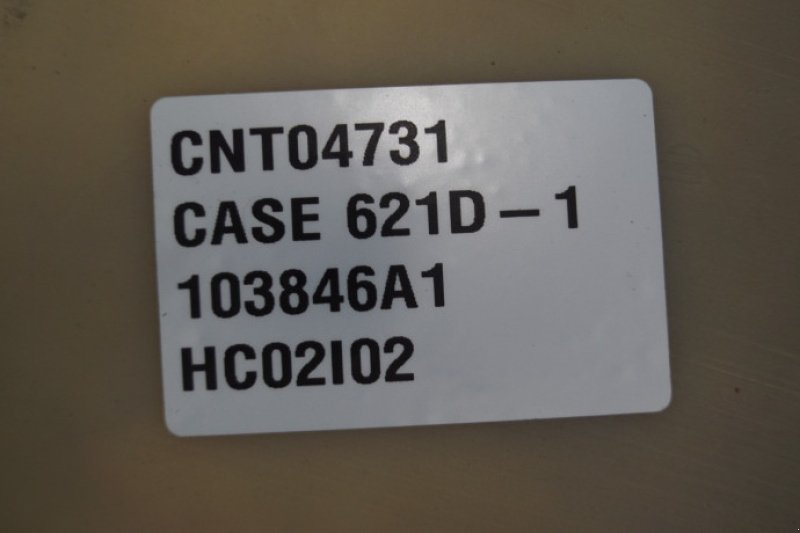 CNT04731
CASE 621D – 1
103846A1
HC02I02